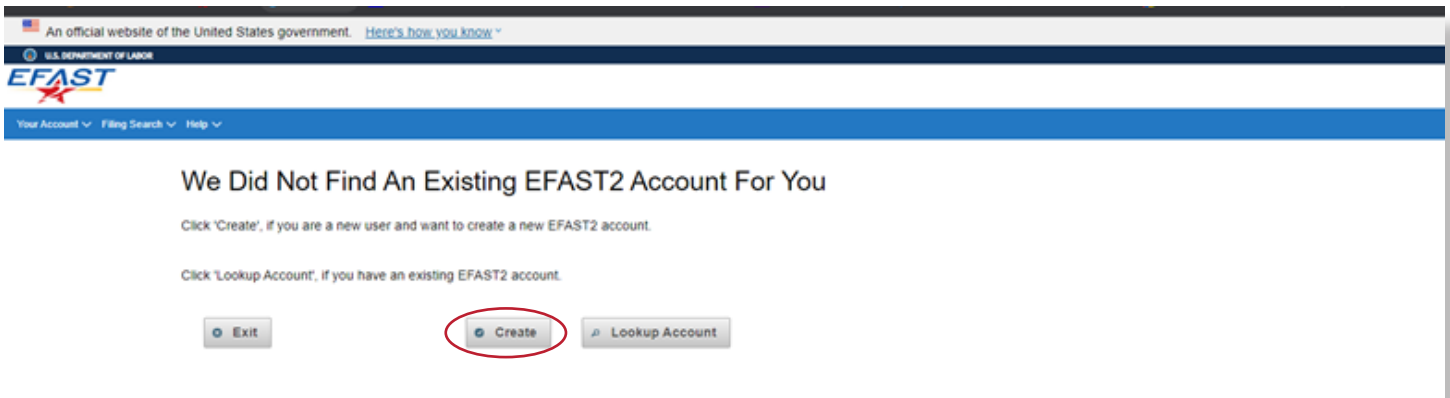 An official website of the United States government. Here's how you know
U.S. DEPARTMENT OF LABOR
EFAST
Your Account Filing Search Help
We Did Not Find An Existing EFAST2 Account For You
Click 'Create', if you are a new user and want to create a new EFAST2 account.
Click 'Lookup Account', if you have an existing EFAST2 account.
Exit Create Lookup Account